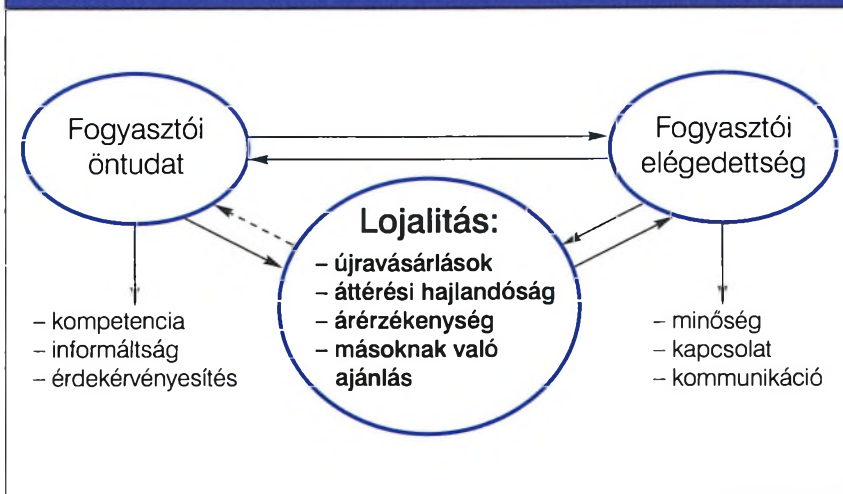 Fogyasztói
öntudat
Fogyasztói
elégedettség
Lojalitás:
– újravásárlások
– áttérési hajlandóság
– árérzékenység
– másoknak való
ajánlás
– kompetencia
– informáltság
– érdekérvényesítés
– minőség
– kapcsolat
– kommunikáció